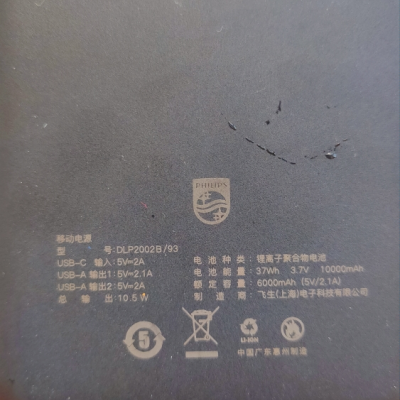 PHILIPS
移动电源
型 号:DLP2002B/93
USB-C 输入:5V=2A
USB-A 输出1:5V=2.1A
USB-A 输出2:5V=2A
总 输 出:10.5W
电 池 种 类: 锂离子聚合物电池
电 池 能 量: 37Wh 3.7V 10000mAh
额 定 容 量: 6000mAh (5V/2.1A)
制 造 商: 飞生(上海)电子科技有限公司
5
Li-ion
中国广东惠州制造